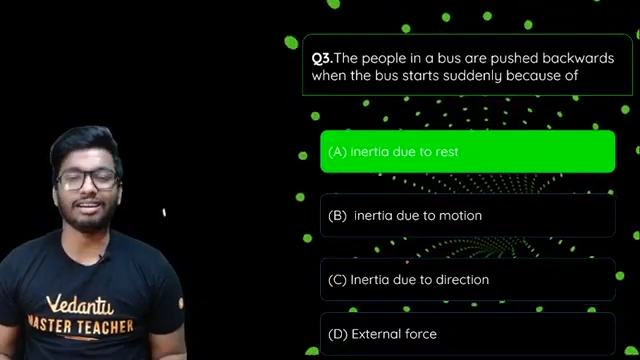 Q3.The people in a bus are pushed backwards
when the bus starts suddenly because of
(A) inertia due to rest
(B) inertia due to motion
(C) Inertia due to direction
(D) External force
Vedantu
MASTER TEACHER